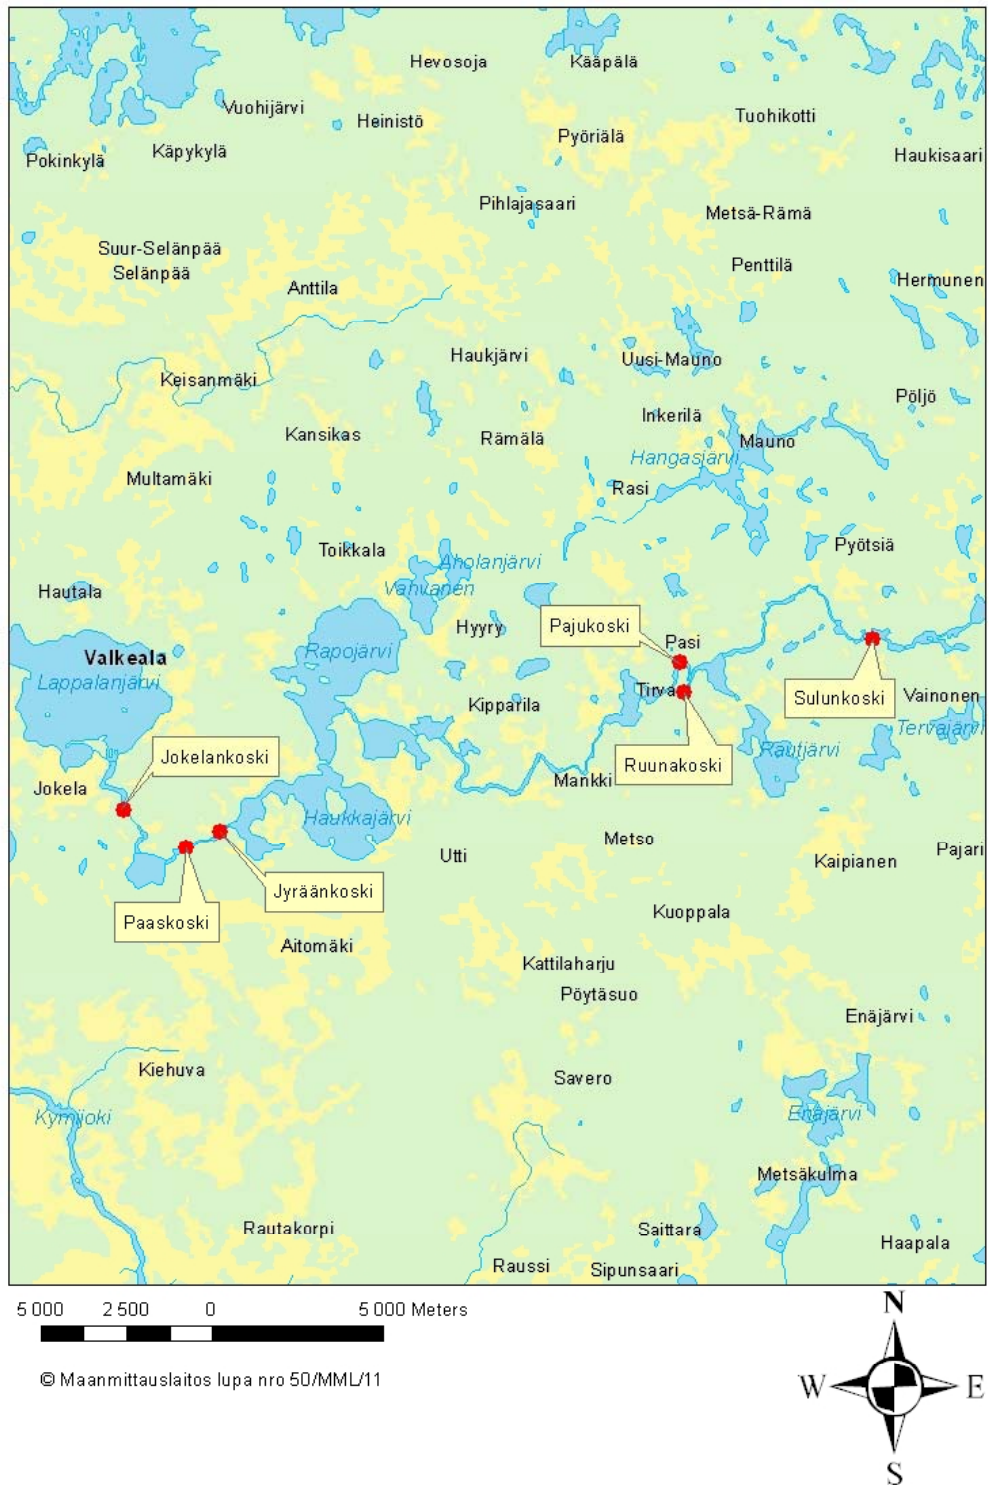 Hevosoja
Kääpälä
Vuohijärvi
Heinistö
Tuohikotti
Pyöriälä
Pokinkylä
Käpykylä
Haukisaari
Pihlajasaari
Metsä-Rämä
Suur-Selänpää
Selänpää
Penttilä
Anttila
Hermunen
Haukjärvi
Uusi-Mauno
Keisanmäki
Pöljö
Inkerilä
Kansikas
Rämälä
Mauno
Hangasjärvi
Multamäki
Rasi
Toikkala
Pyötsiä
Aholanjärvi
Vahvanen
Hautala
Hyyry
Pajukoski
Pasi
Rapojärvi
Valkeala
Lappalanjärvi
Tirva
Sulunkoski
Vainonen
Kipparila
Tervajärvi
Jokelankoski
Ruunakoski
Rautjärvi
Jokela
Mankki
Haukkajärvi
Metso
Utti
Kaipianen
Pajari
Jyräänkoski
Paaskoski
Kuoppala
Aitomäki
Kattilaharju
Pöytäsuo
Enäjärvi
Kiehuva
Savero
Kymijoki
Enäjärvi
Metsäkulma
Rautakorpi
Saittara
Haapala
Raussi
Sipunsaari
5 000 2 500 0 5 000 Meters
© Maanmittauslaitos lupa nro 50/MML/11
N
W E
S